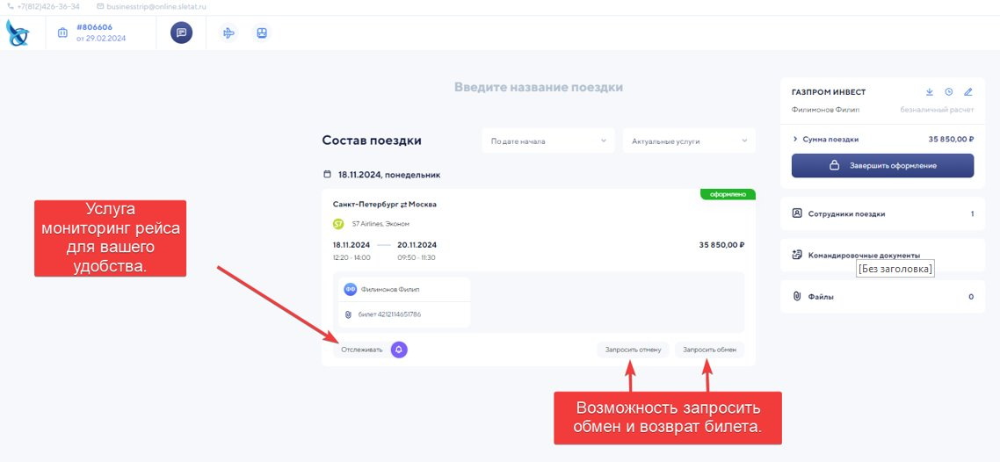 +7(812)426-36-34 businesstrip@online.sletat.ru
#806606
от 29.02.2024
Введите название поездки
ГАЗПРОМ ИНВЕСТ
Филимонов Филип безналичный расчет
Сумма поездки 35 850,00 ₽
Завершить оформление
Состав поездки
По дате начала
Актуальные услуги
18.11.2024, понедельник
оформлено
Санкт-Петербург ⇄ Москва
S7 S7 Airlines, Эконом
18.11.2024 20.11.2024 35 850,00 ₽
12:20 - 14:00 09:50 - 11:30
ФФ Филимонов Филип
билет 4212114651786
Отслеживать
Запросить отмену
Запросить обмен
Сотрудники поездки 1
Командировочные документы
[Без заголовка]
Файлы 0
Услуга
мониторинг рейса
для вашего
удобства.
Возможность запросить
обмен и возврат билета.